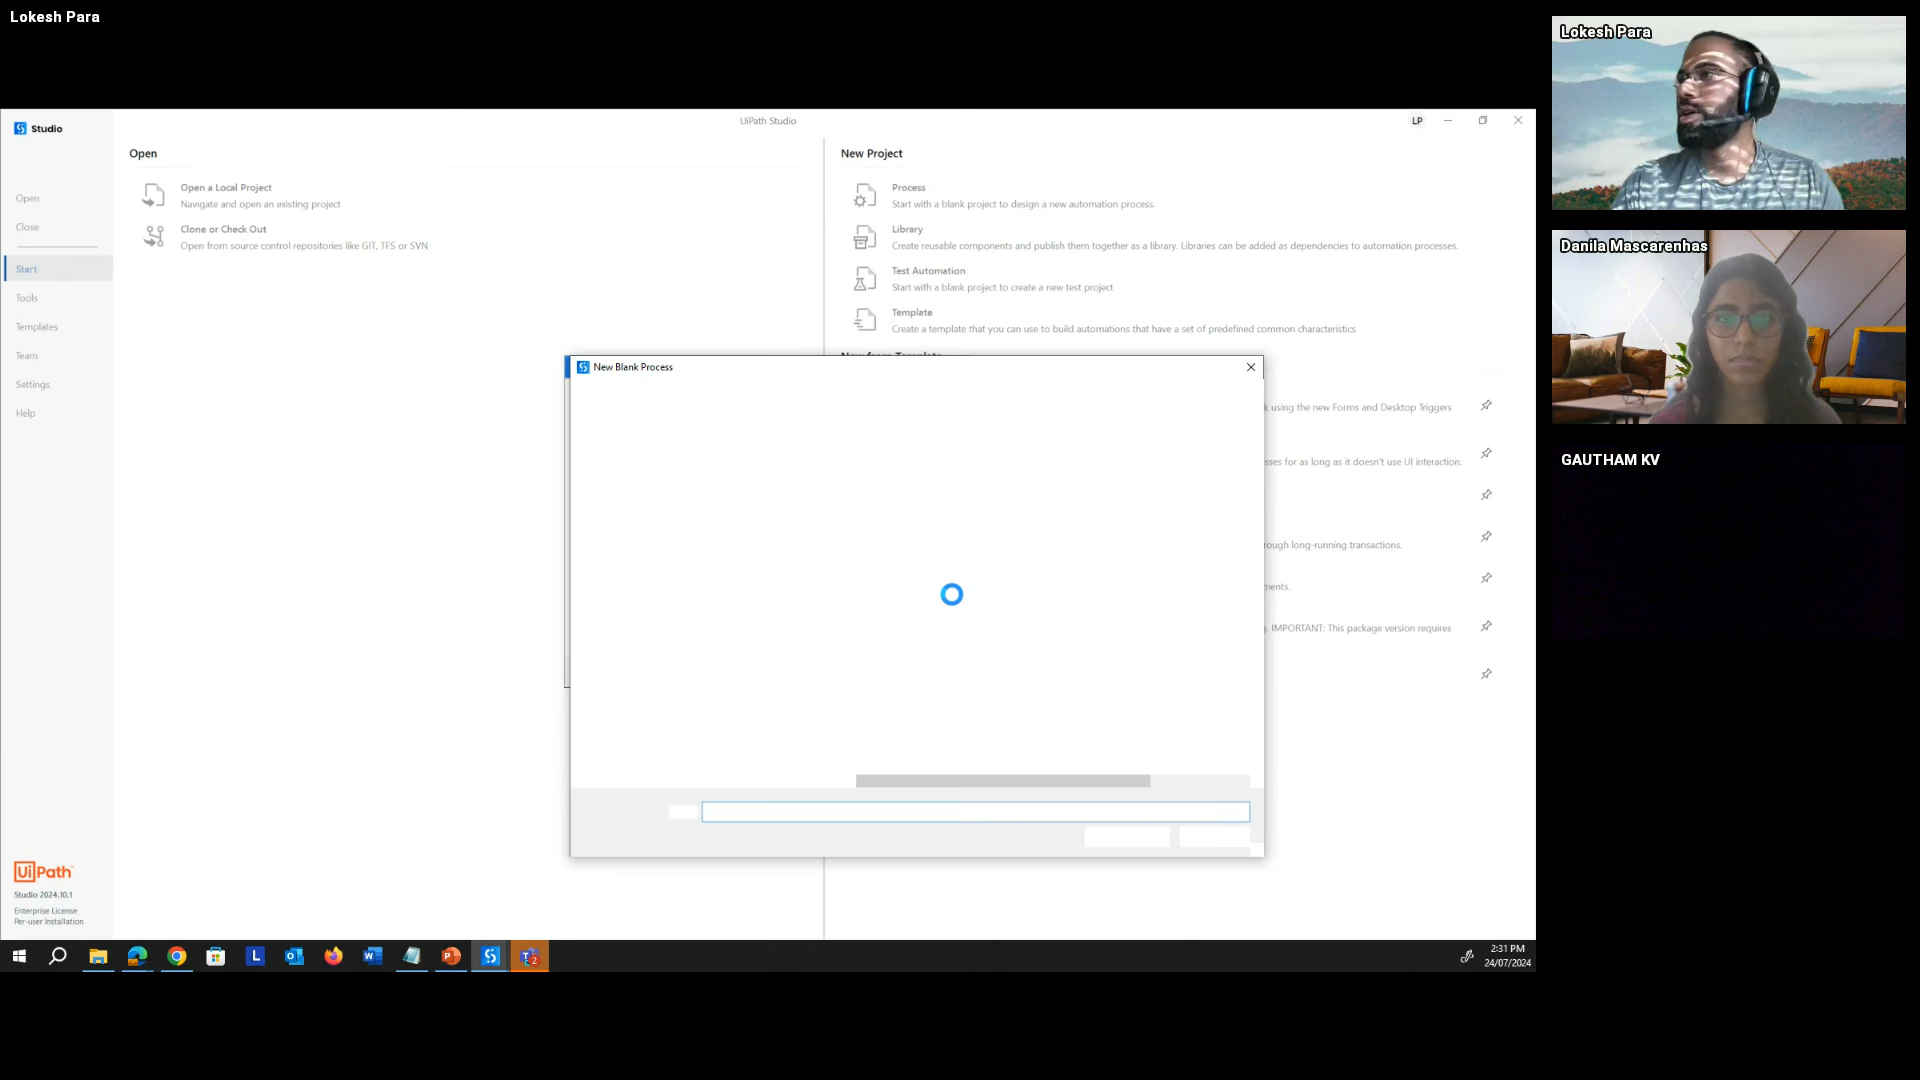 Lokesh Para
Studio
UiPath Studio
LP
Open
Close
Start
Tools
Templates
Team
Settings
Help
Open
Open a Local Project
Navigate and open an existing project
Clone or Check Out
Open from source control repositories like GIT, TFS or SVN
New Project
Process
Start with a blank project to design a new automation process.
Library
Create reusable components and publish them together as a library. Libraries can be added as dependencies to automation processes.
Test Automation
Start with a blank project to create a new test project
Template
Create a template that you can use to build automations that have a set of predefined common characteristics
New from Template
New Blank Process
using the new Forms and Desktop Triggers
for as long as it doesn't use UI interaction.
long-running transactions.
IMPORTANT: This package version requires
UiPath
Studio 2024.10.1
Enterprise License
Per-user Installation
2:31 PM
24/07/2024
Lokesh Para
Danila Mascarenhas
GAUTHAM KV